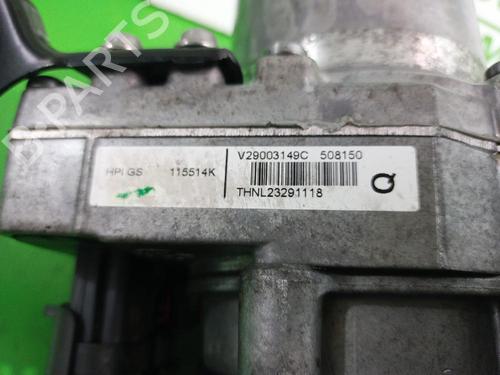 V29003149C 508150
HPI GS 115514K
THNL23291118
Q
B-PARTS